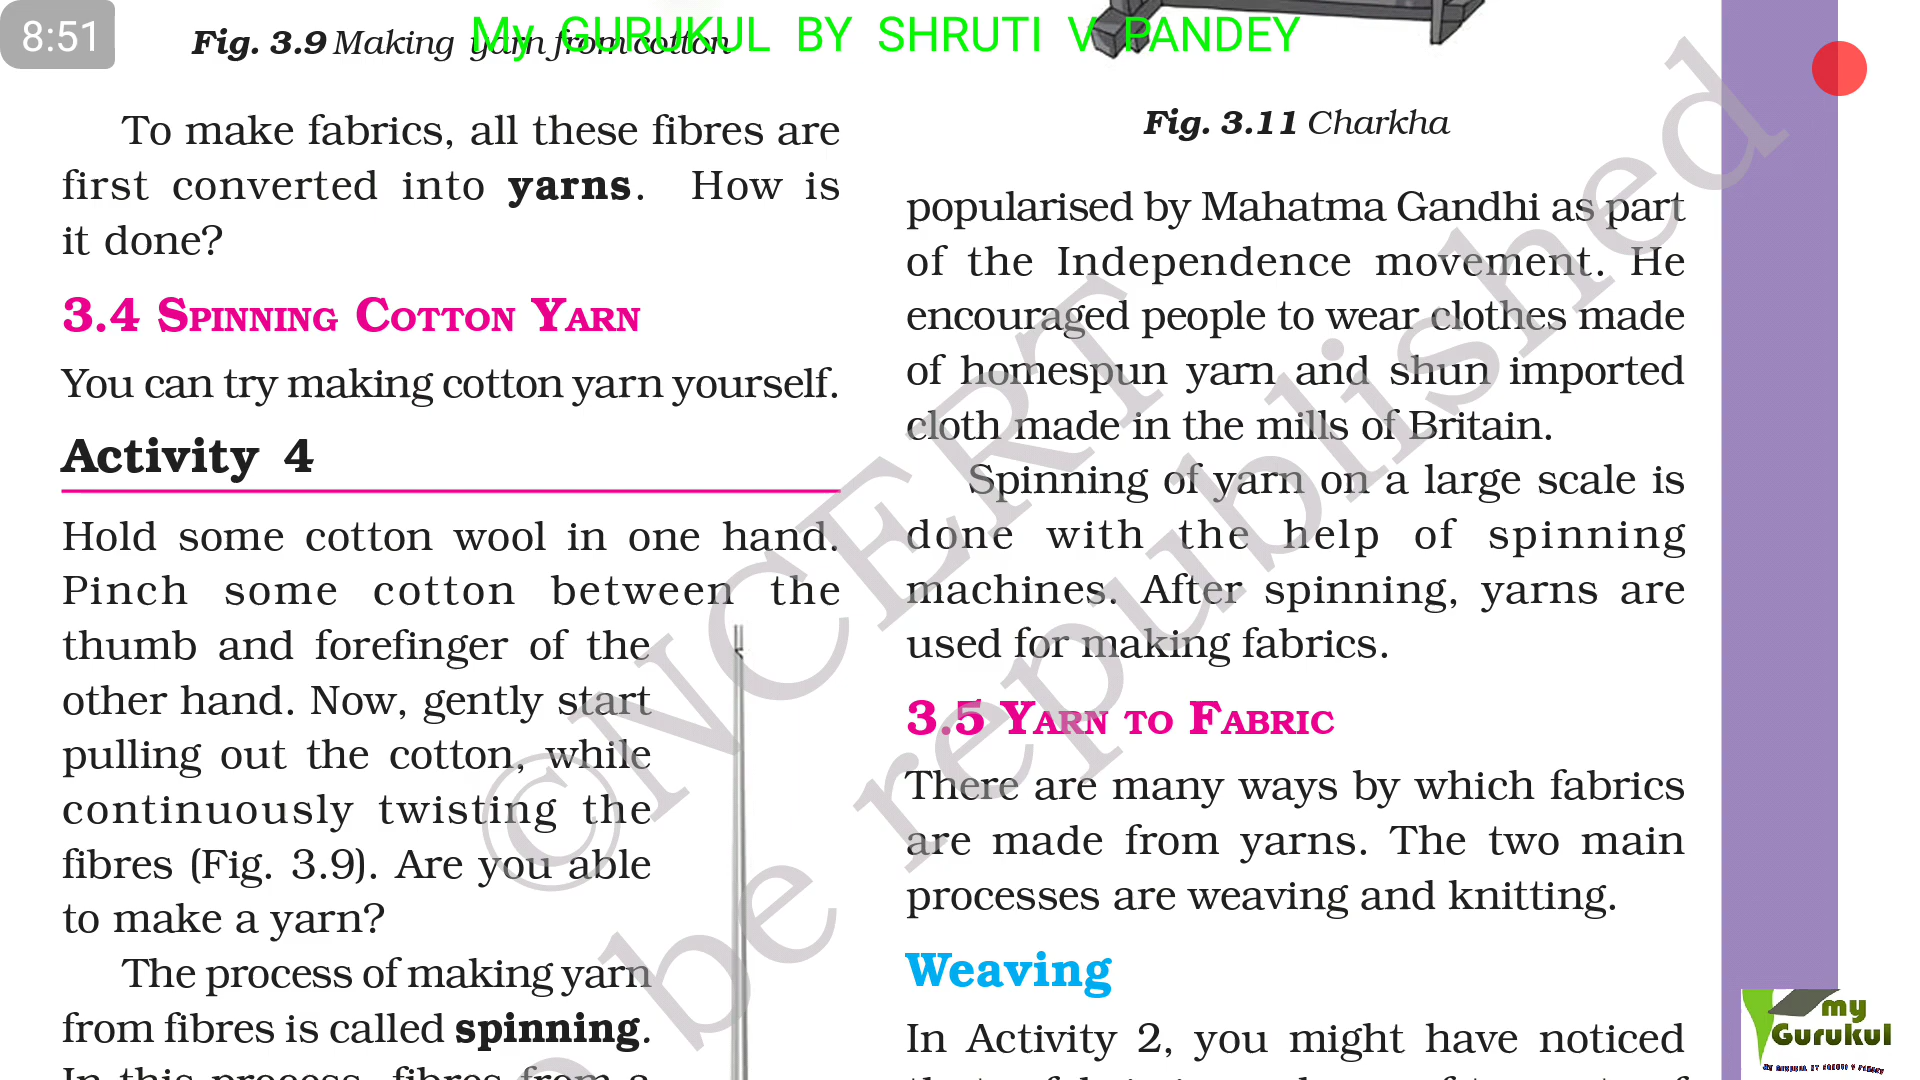 8:51
My GURUKUL BY SHRUTI V PANDEY
Fig. 3.9 Making yarn from cotton
To make fabrics, all these fibres are
first converted into yarns. How is
it done?
3.4 SPINNING COTTON YARN
You can try making cotton yarn yourself.
Activity 4
Hold some cotton wool in one hand.
Pinch some cotton between the
thumb and forefinger of the
other hand. Now, gently start
pulling out the cotton, while
continuously twisting the
fibres (Fig. 3.9). Are you able
to make a yarn?
The process of making yarn
from fibres is called spinning.
In this process, fibres from a
Fig. 3.11 Charkha
popularised by Mahatma Gandhi as part
of the Independence movement. He
encouraged people to wear clothes made
of homespun yarn and shun imported
cloth made in the mills of Britain.
Spinning of yarn on a large scale is
done with the help of spinning
machines. After spinning, yarns are
used for making fabrics.
3.5 YARN TO FABRIC
There are many ways by which fabrics
are made from yarns. The two main
processes are weaving and knitting.
Weaving
In Activity 2, you might have noticed
©NCERT
be republished
my
Gurukul